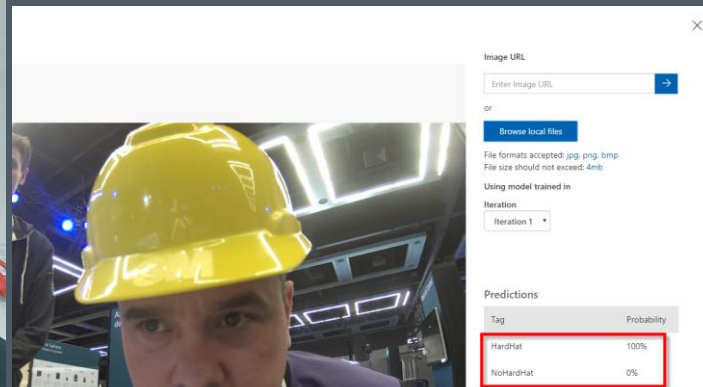 Image URL
Enter Image URL
or
Browse local files
File formats accepted: jpg, png, bmp
File size should not exceed: 4mb
Using model trained in
Iteration
Iteration 1
Predictions
Tag Probability
HardHat 100%
NoHardHat 0%
3M